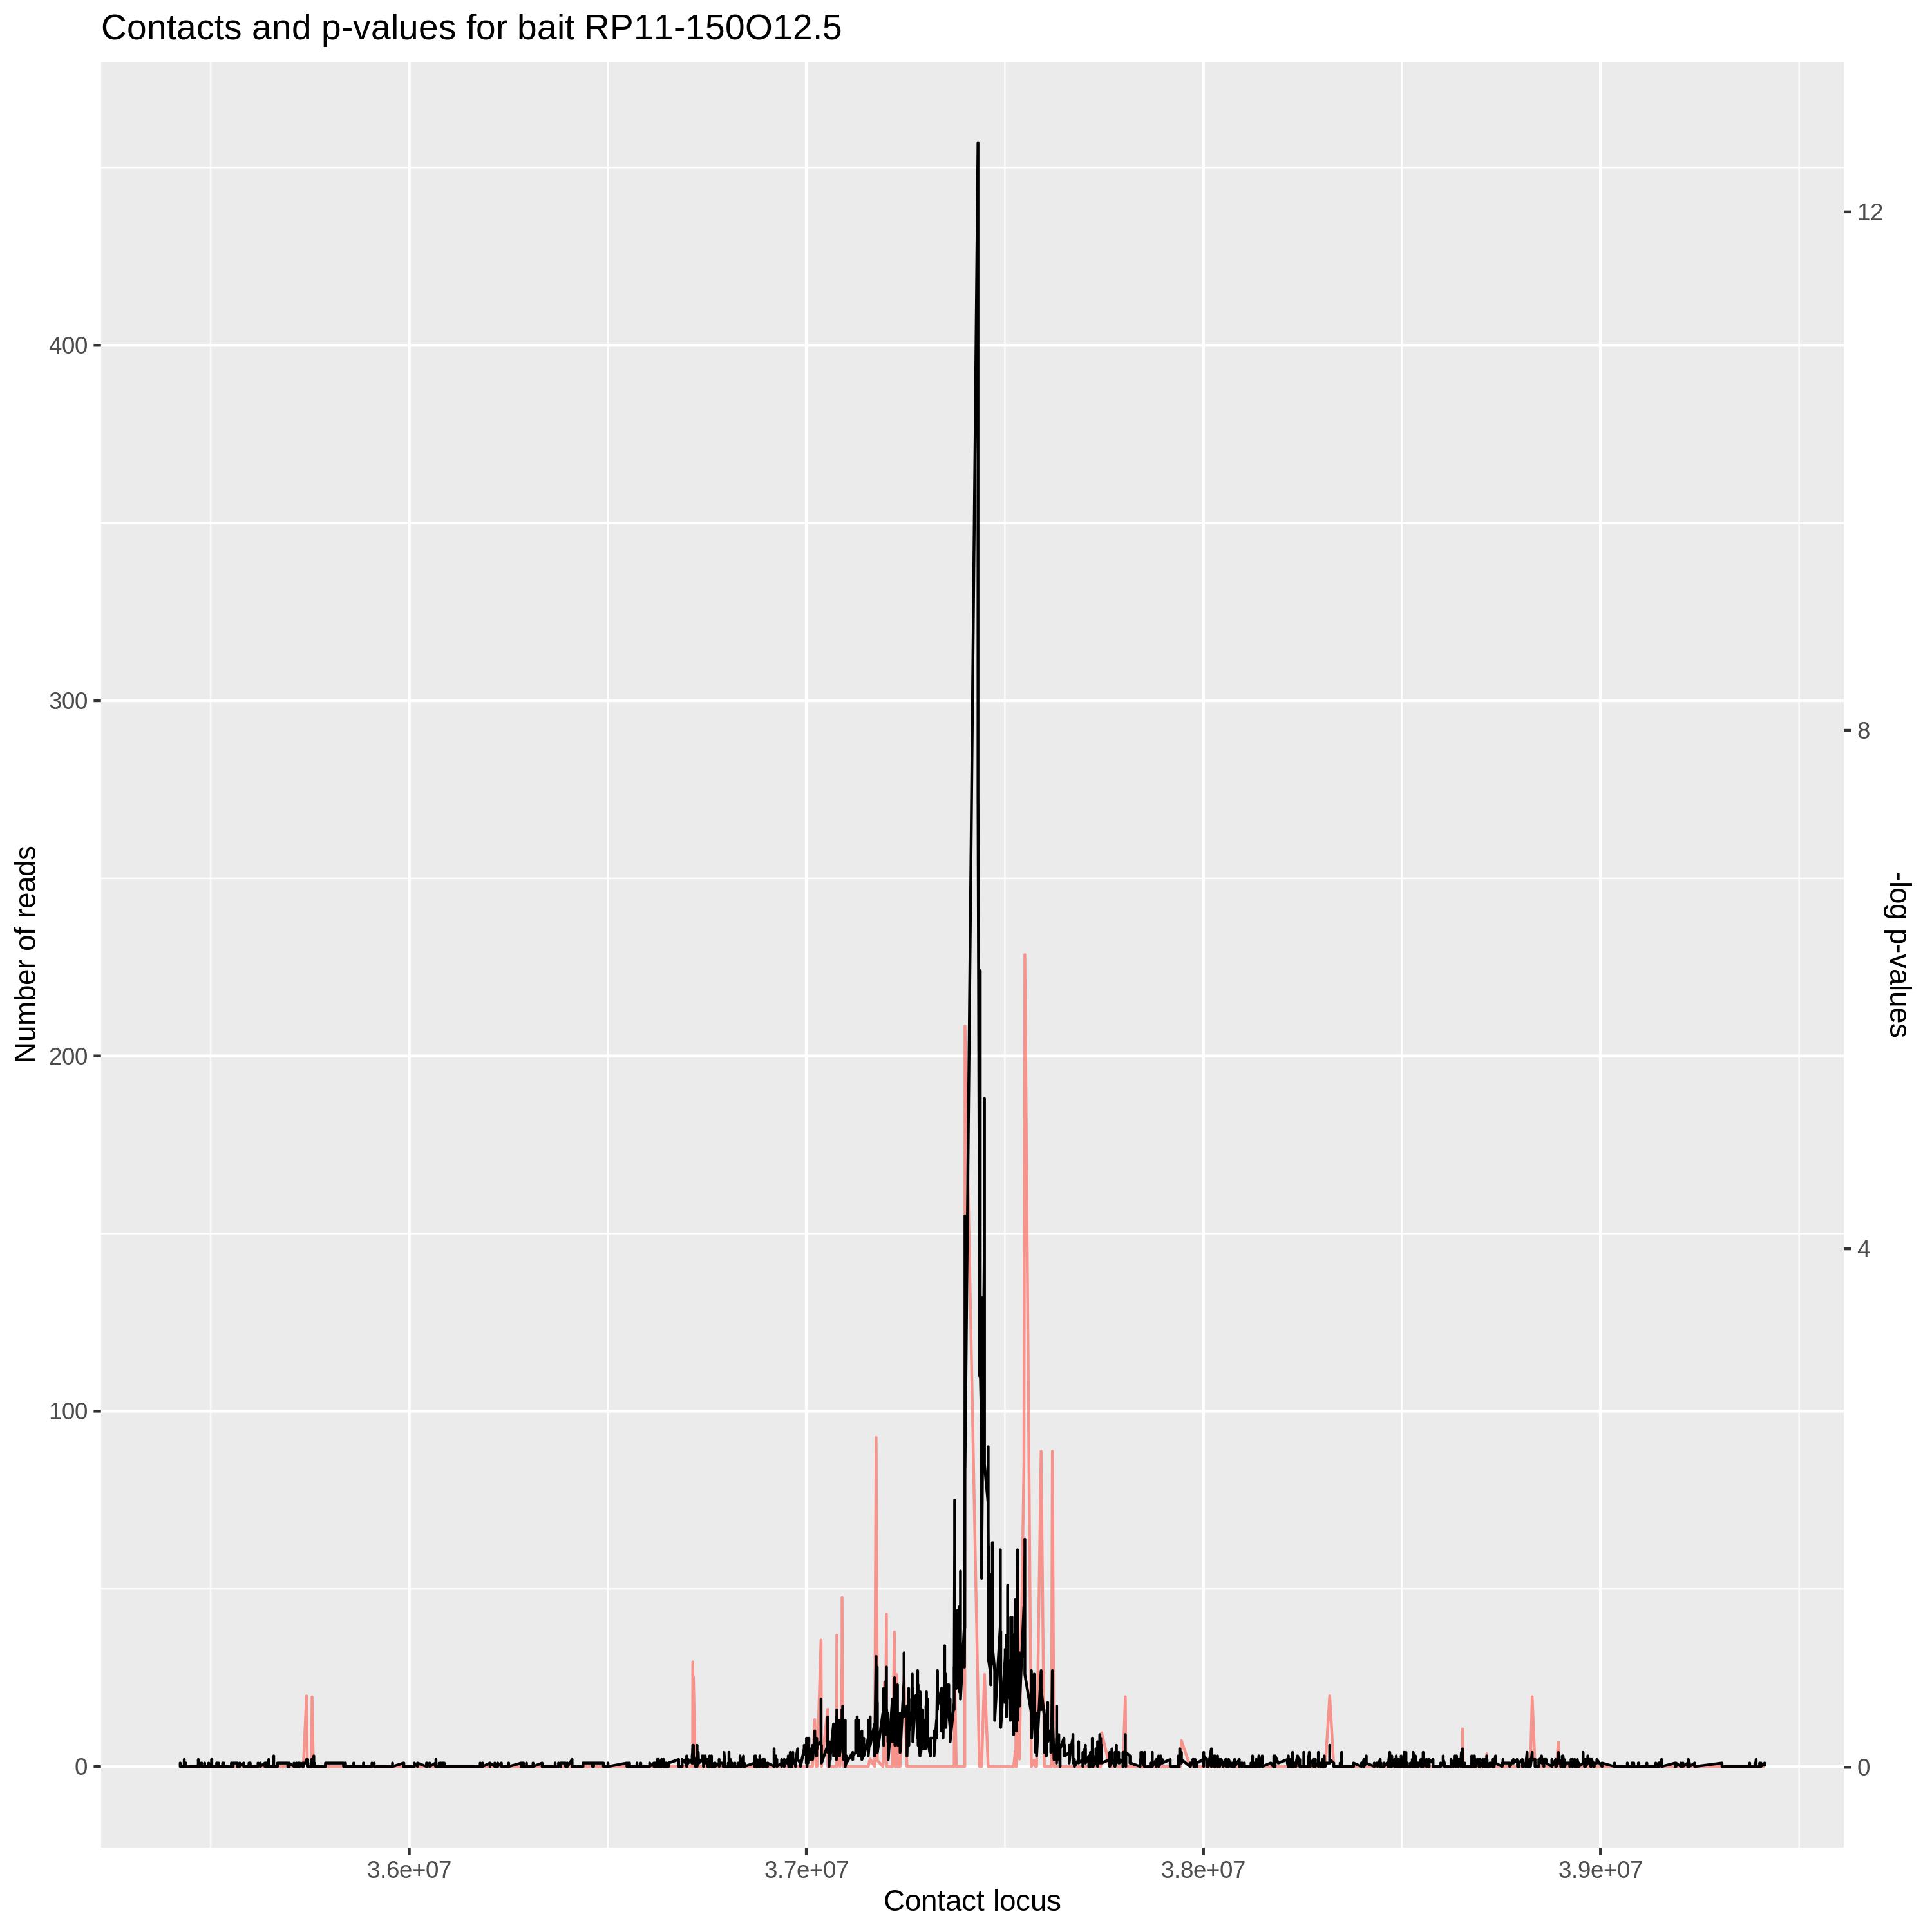 Contacts and p-values for bait RP11-150O12.5
400
300
200
100
0
12
8
4
0
Number of reads
-log p-values
3.6e+07
3.7e+07
3.8e+07
3.9e+07
Contact locus